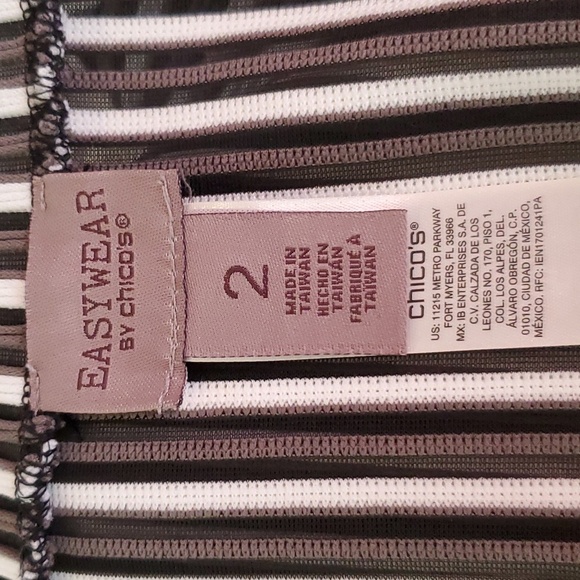 EASYWEAR
BY chico's®
2
MADE IN
TAIWAN
HECHO EN
TAIWAN
FABRIQUÉ À
TAIWAN
chico's®
US: 11215 METRO PARKWAY
FORT MYERS, FL 33966
MX: IB ENTERPRISES S.A. DE
C.V. CALZADA DE LOS
LEONES NO. 170, PISO 1,
COL. LOS ALPES, DEL.
ÁLVARO OBREGÓN, C.P.
01010, CIUDAD DE MÉXICO,
MÉXICO. RFC: IEN1701241PA